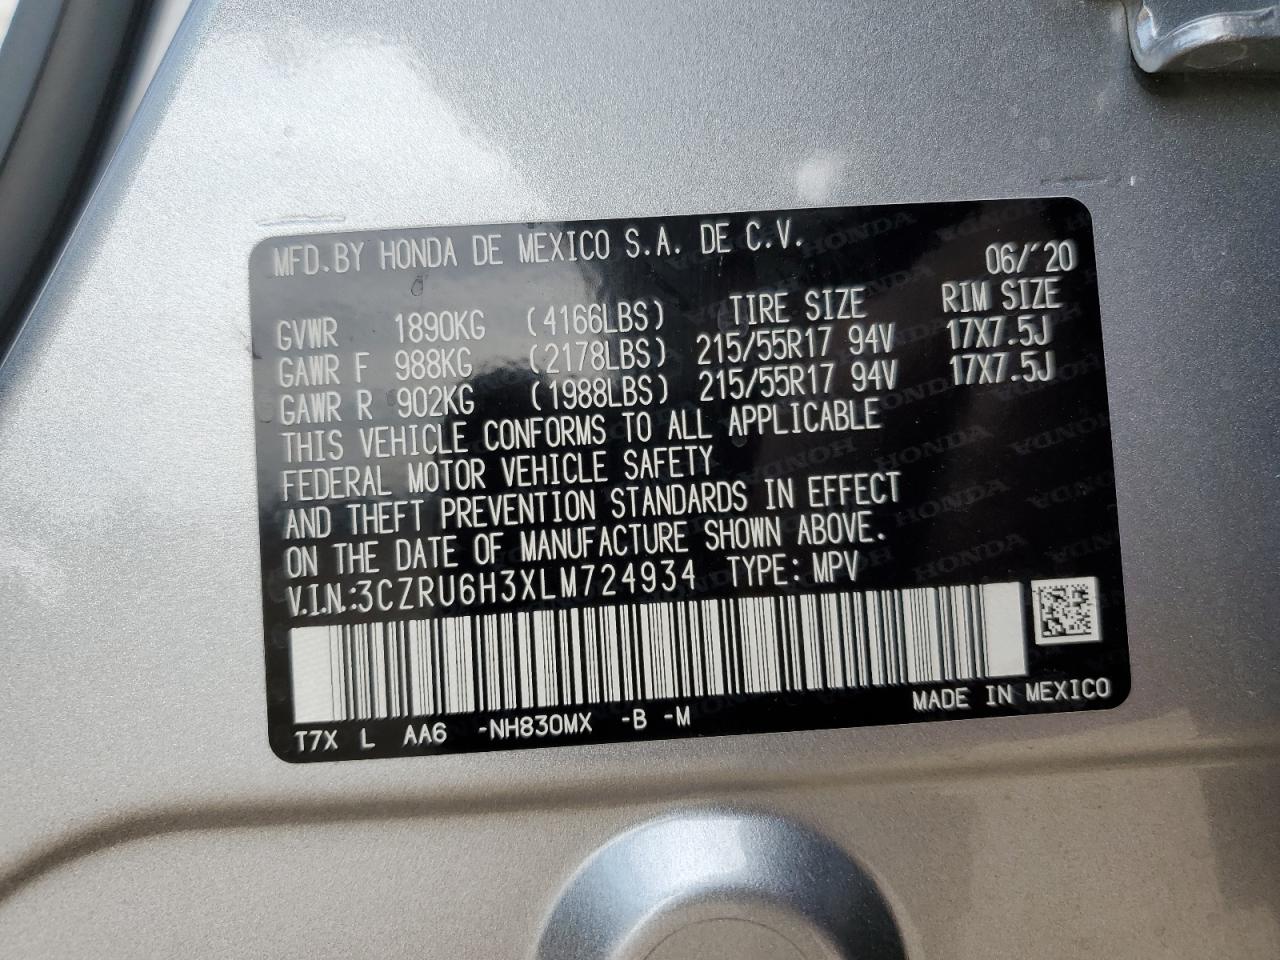 MFD.BY HONDA DE MEXICO S.A. DE C.V. 06/'20
TIRE SIZE RIM SIZE
GVWR 1890KG (4166LBS)
GAWR F 988KG (2178LBS) 215/55R17 94V 17X7.5J
GAWR R 902KG (1988LBS) 215/55R17 94V 17X7.5J
THIS VEHICLE CONFORMS TO ALL APPLICABLE
FEDERAL MOTOR VEHICLE SAFETY
AND THEFT PREVENTION STANDARDS IN EFFECT
ON THE DATE OF MANUFACTURE SHOWN ABOVE.
V.I.N.:3CZRU6H3XLM724934 TYPE: MPV
MADE IN MEXICO
T7X L AA6 -NH830MX -B -M